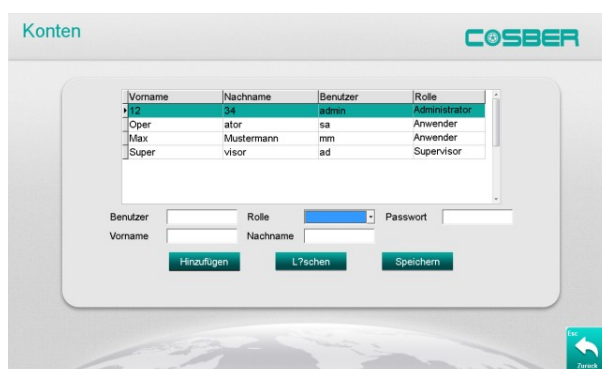 Konten
COSBER
Vorname Nachname Benutzer Rolle
12 34 admin Administrator
Oper ator sa Anwender
Max Mustermann mm Anwender
Super visor ad Supervisor
Benutzer Rolle Passwort
Vorname Nachname
Hinzufügen L?schen Speichern
Esc
Zurück